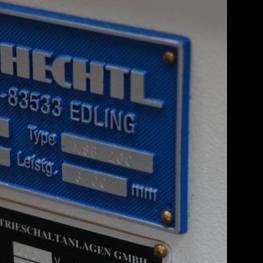 HECHTL
-83533 EDLING
Type
Leistg. mm
TRIESCHALTANLAGEN GMBH
V